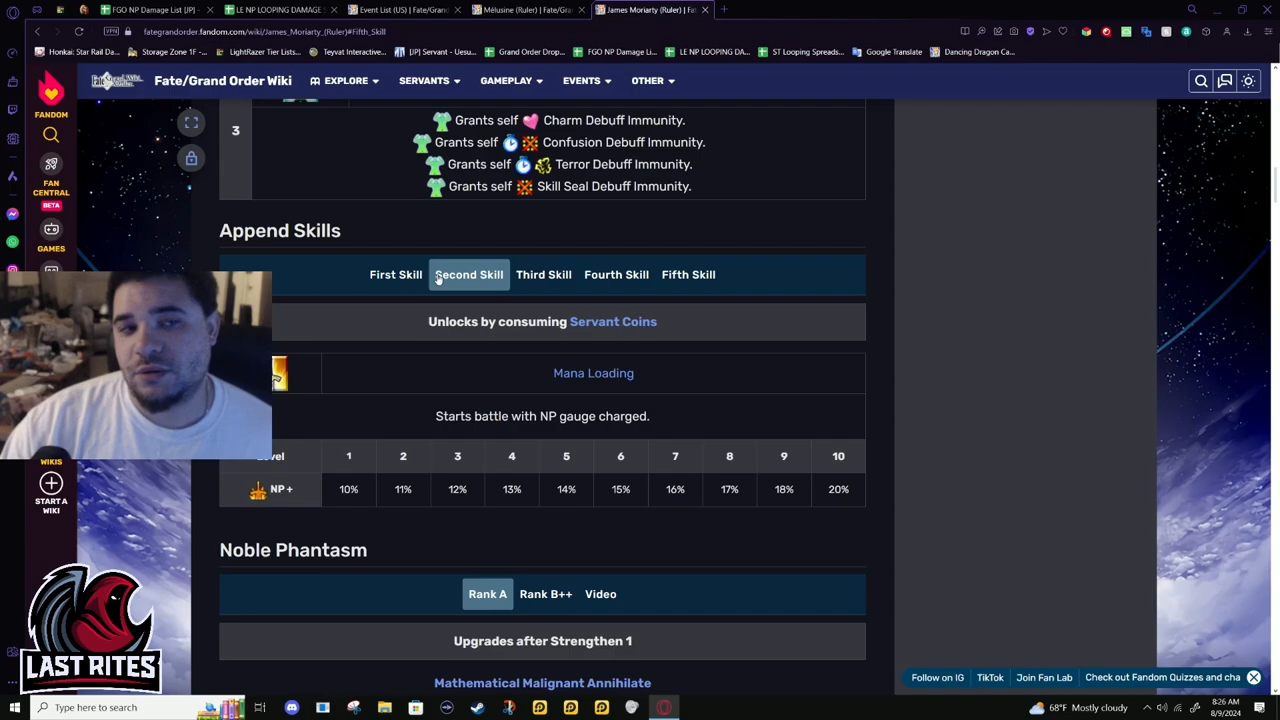 FGO NP Damage List [JP] -
LE NP LOOPING DAMAGE
Event List (US) | Fate/Grand
Mélusine (Ruler) | Fate/Gran
James Moriarty (Ruler) | Fat
VPN
fategrandorder.fandom.com/wiki/James_Moriarty_(Ruler)#Fifth_Skill
Honkai: Star Rail Da...
Storage Zone 1F -...
LightRazer Tier Lists...
Teyvat Interactive...
[JP] Servant - Uesu...
Grand Order Drop...
FGO NP Damage Li...
LE NP LOOPING DA...
ST Looping Spreads...
Google Translate
Dancing Dragon Ca...
Fate/Grand Order Wiki
EXPLORE
SERVANTS
GAMEPLAY
EVENTS
OTHER
FANDOM
FAN CENTRAL
BETA
GAMES
3
Grants self Charm Debuff Immunity.
Grants self Confusion Debuff Immunity.
Grants self Terror Debuff Immunity.
Grants self Skill Seal Debuff Immunity.
Append Skills
First Skill Second Skill Third Skill Fourth Skill Fifth Skill
Unlocks by consuming Servant Coins
Mana Loading
Starts battle with NP gauge charged.
1 2 3 4 5 6 7 8 9 10
NP + 10% 11% 12% 13% 14% 15% 16% 17% 18% 20%
WIKIS
START A WIKI
Noble Phantasm
Rank A Rank B++ Video
Upgrades after Strengthen 1
Mathematical Malignant Annihilate
LAST RITES
Follow on IG TikTok Join Fan Lab Check out Fandom Quizzes and cha
Type here to search
68°F Mostly cloudy
8:26 AM
8/9/2024